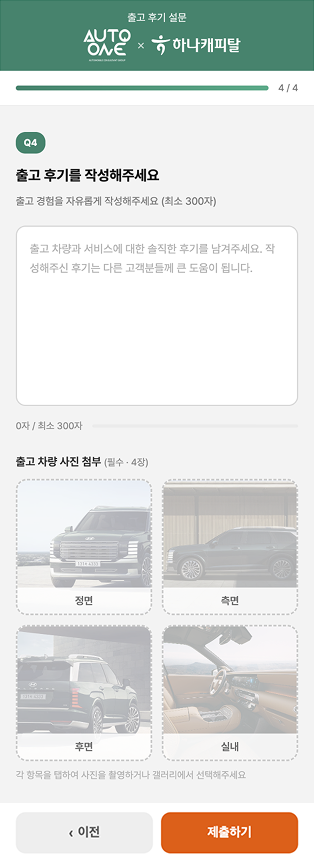 출고 후기 설문
AUTO ONE × 하나캐피탈
4 / 4
Q4
출고 후기를 작성해주세요
출고 경험을 자유롭게 작성해주세요 (최소 300자)
출고 차량과 서비스에 대한 솔직한 후기를 남겨주세요. 작
성해주신 후기는 다른 고객분들께 큰 도움이 됩니다.
0자 / 최소 300자
출고 차량 사진 첨부 (필수 · 4장)
정면
측면
후면
실내
각 항목을 탭하여 사진을 촬영하거나 갤러리에서 선택해주세요
‹ 이전
제출하기